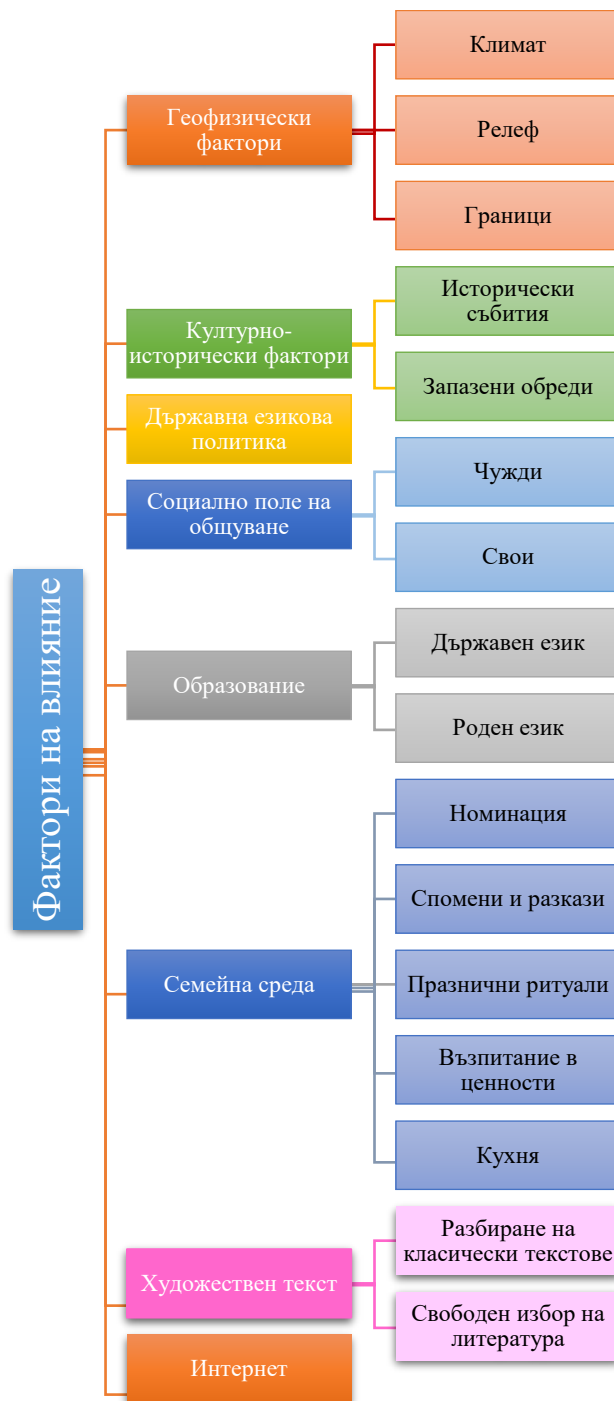 Фактори на влияние
Геофизически
фактори
Климат
Релеф
Граници
Културно-
исторически фактори
Исторически
събития
Запазени обреди
Държавна езикова
политика
Социално поле на
общуване
Чужди
Свои
Образование
Държавен език
Роден език
Семейна среда
Номинация
Спомени и разкази
Празнични ритуали
Възпитание в
ценности
Кухня
Художествен текст
Разбиране на
класически текстове
Свободен избор на
литература
Интернет